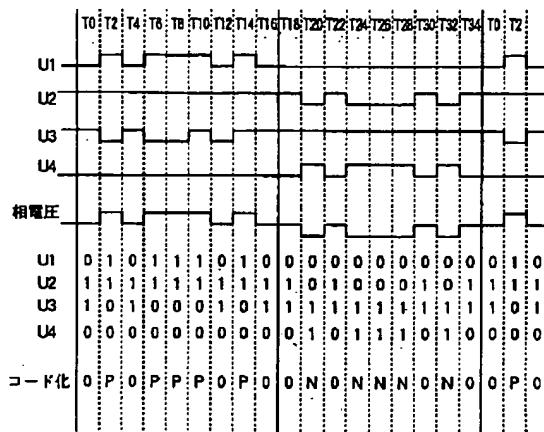 T0 T2 T4 T6 T8 T10 T12 T14 T16 T18 T20 T22 T24 T26 T28 T30 T32 T34 T0 T2
U1
U2
U3
U4
相電圧
U1 0 1 0 1 1 1 0 1 0 0 0 0 0 0 0 0 0 0 0 1 0
U2 1 1 1 1 1 1 1 1 1 1 0 1 0 0 0 1 0 1 1 1 1
U3 1 0 1 0 0 0 1 0 1 1 1 1 1 1 1 1 1 1 1 0 1
U4 0 0 0 0 0 0 0 0 0 0 1 0 1 1 1 0 1 0 0 0 0
コード化 0 P 0 P P P 0 P 0 0 N 0 N N N 0 N 0 0 P 0